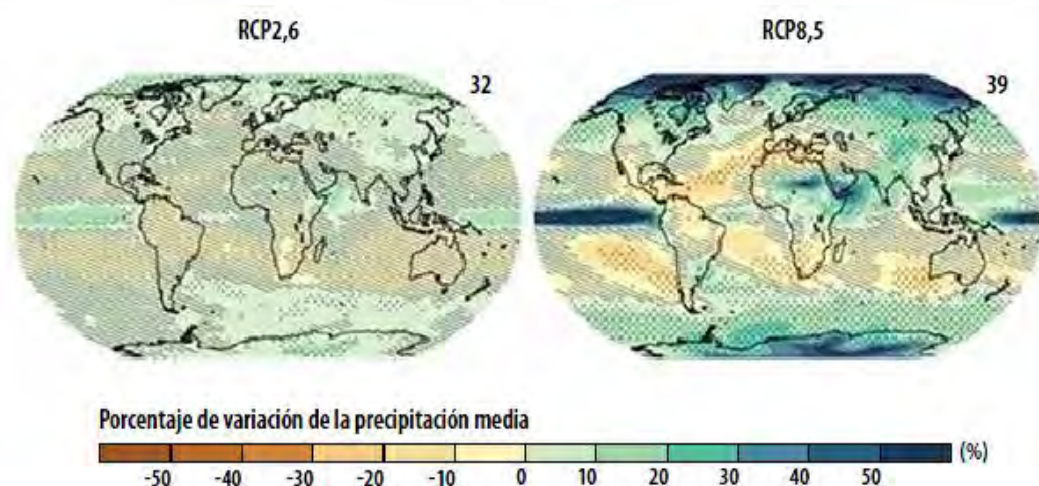 RCP2,6
RCP8,5
32
39
Porcentaje de variación de la precipitación media
(%)
-50 -40 -30 -20 -10 0 10 20 30 40 50